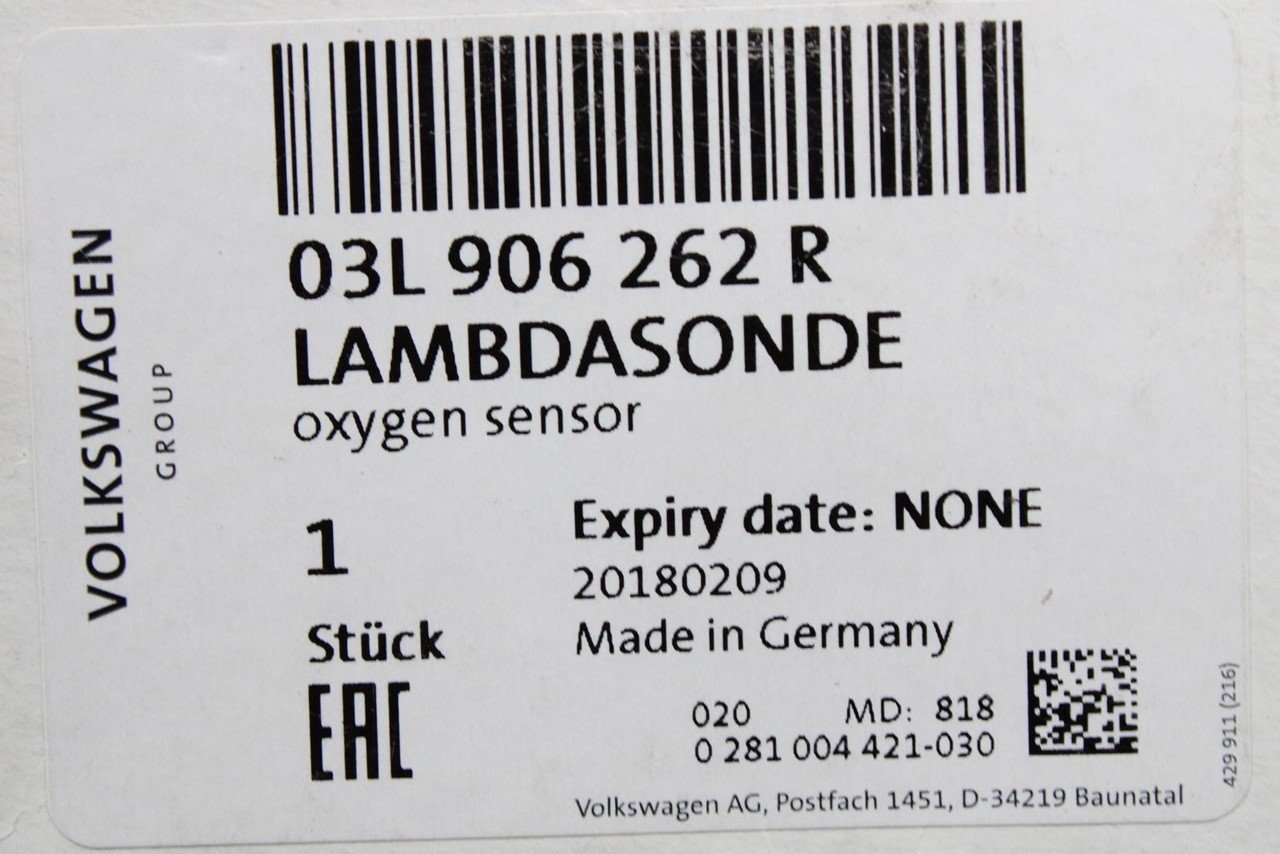 03L 906 262 R
LAMBDASONDE
oxygen sensor
VOLKSWAGEN
GROUP
1
Stück
EAC
Expiry date: NONE
20180209
Made in Germany
020 MD: 818
0 281 004 421-030
Volkswagen AG, Postfach 1451, D-34219 Baunatal
429 911 (216)